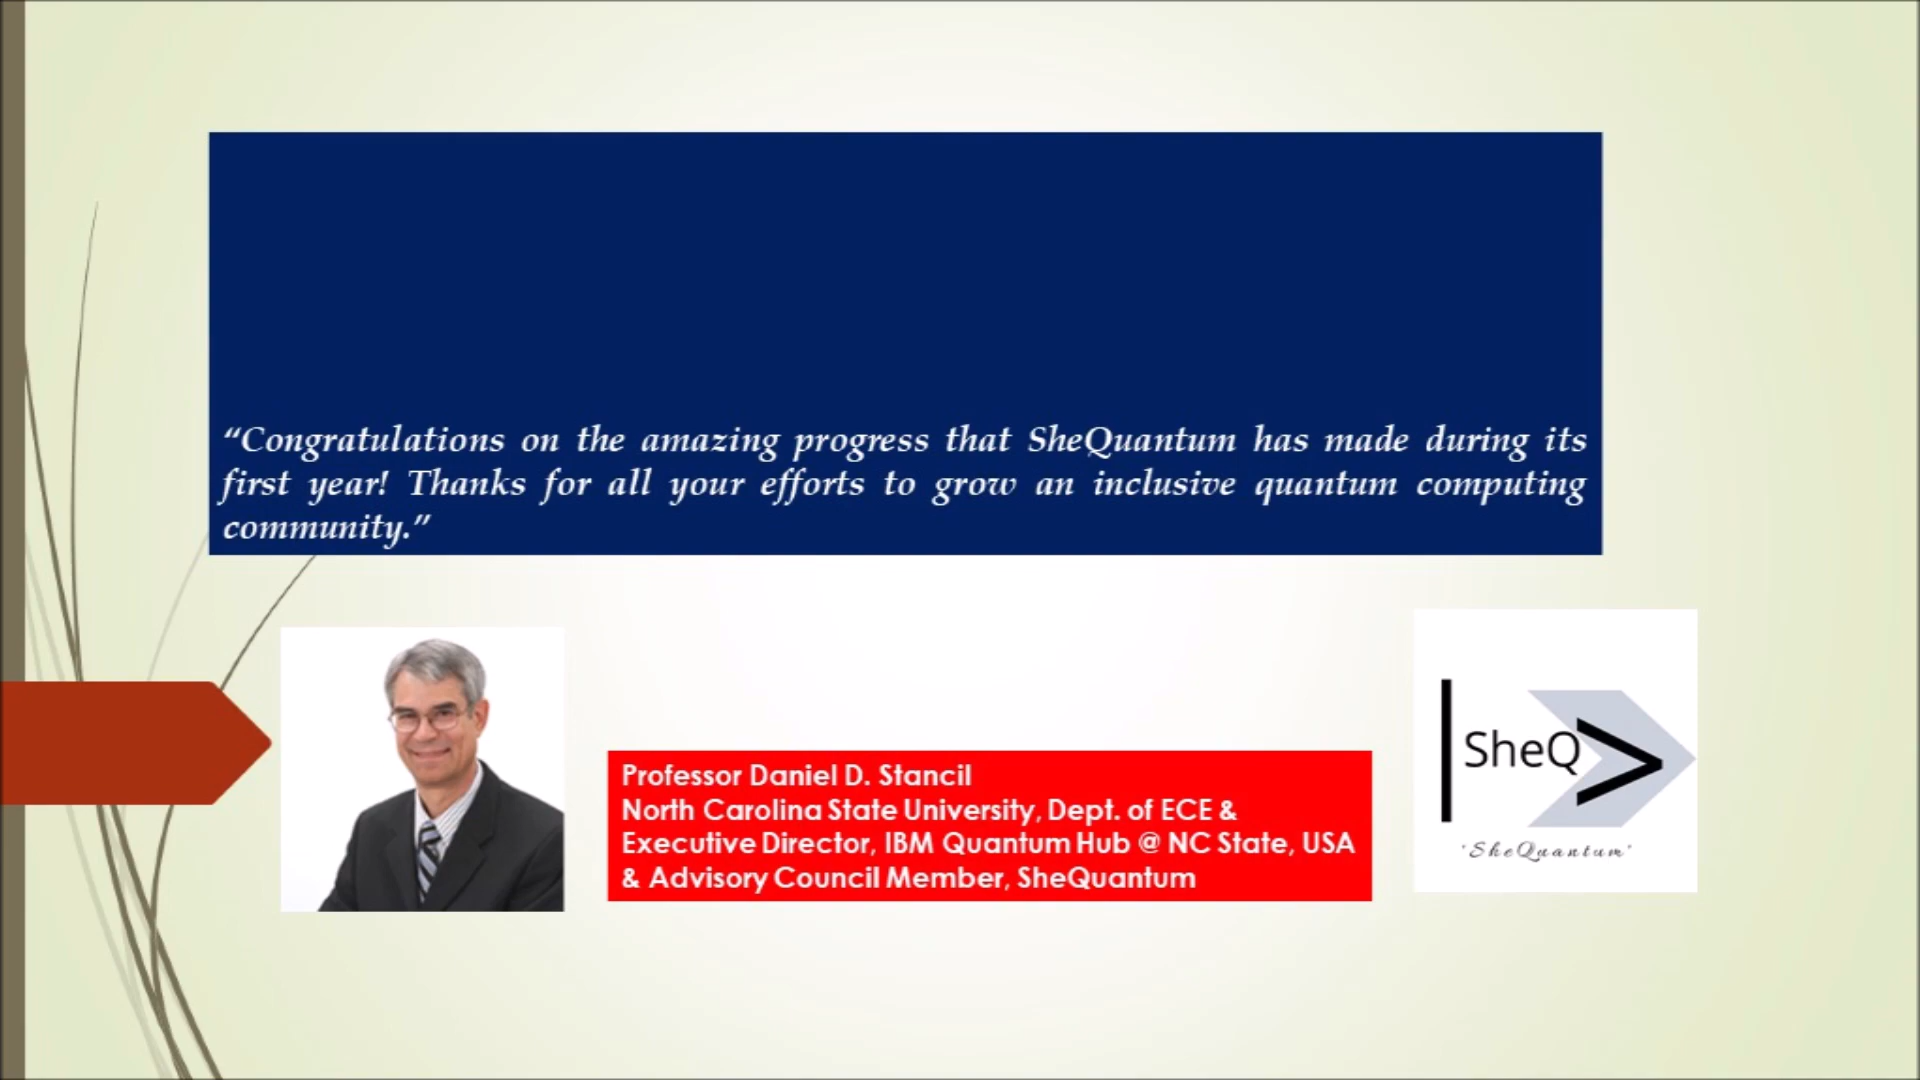 “Congratulations on the amazing progress that SheQuantum has made during its
first year! Thanks for all your efforts to grow an inclusive quantum computing
community.”
Professor Daniel D. Stancil
North Carolina State University, Dept. of ECE &
Executive Director, IBM Quantum Hub @ NC State, USA
& Advisory Council Member, SheQuantum
|SheQ>
'SheQuantum'